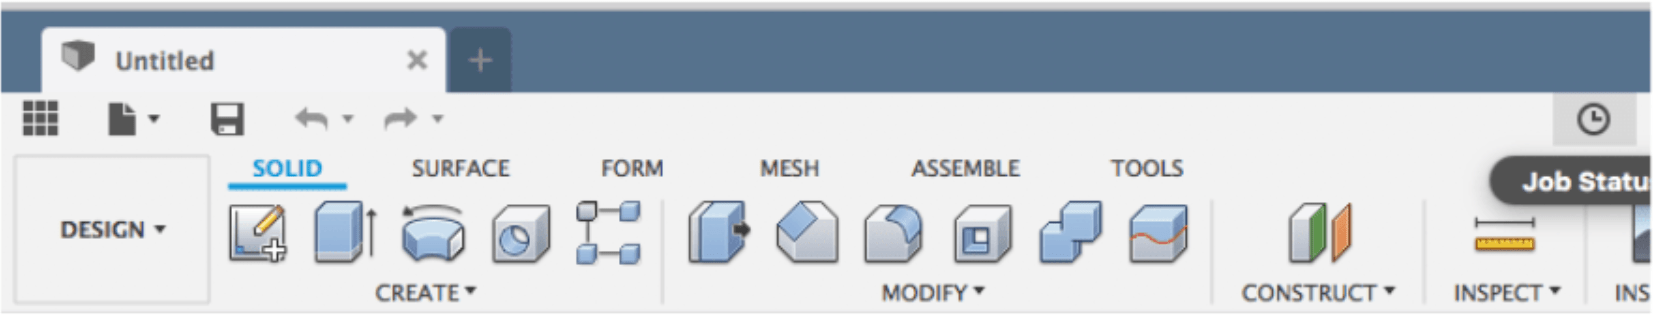 Untitled
SOLID SURFACE FORM MESH ASSEMBLE TOOLS
Job Statu
DESIGN
CREATE MODIFY CONSTRUCT INSPECT INS